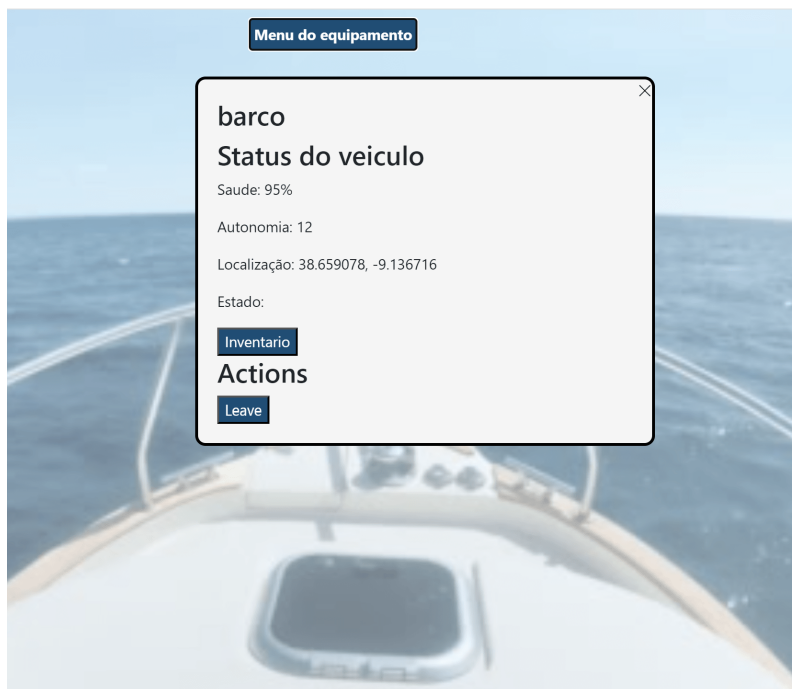 Menu do equipamento
barco
Status do veiculo
Saude: 95%
Autonomia: 12
Localização: 38.659078, -9.136716
Estado:
Inventario
Actions
Leave